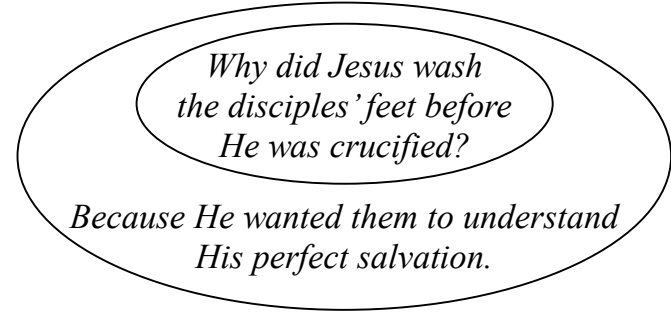 Why did Jesus wash
the disciples’ feet before
He was crucified?
Because He wanted them to understand
His perfect salvation.